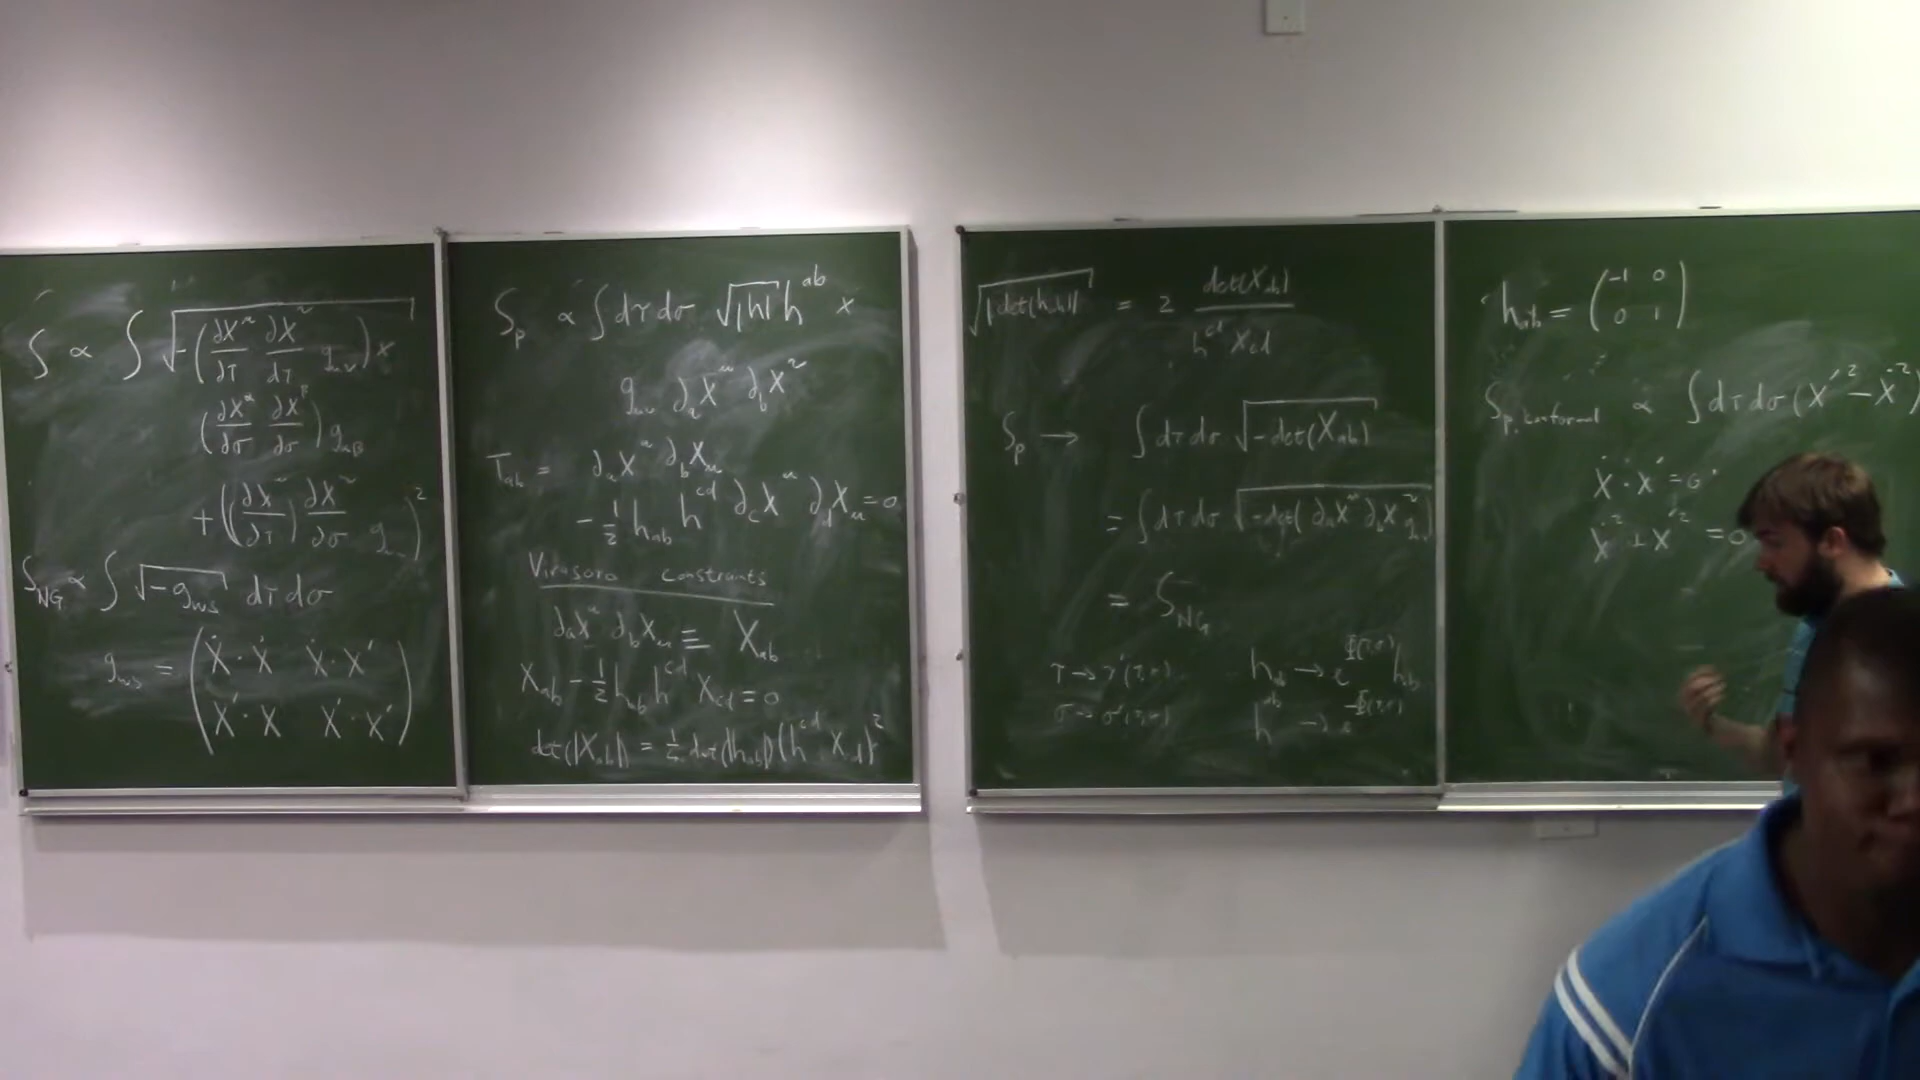 S ∝ ∫ √-(∂X^μ/∂τ ∂X^ν/∂τ g_μν) ×
(∂X^α/∂σ ∂X^β/∂σ) g_αβ
+ ((∂X^μ/∂τ) ∂X^ν/∂σ g_μν)^2
S_NG ∝ ∫ √-g_ws dτ dσ
g_ws = (Ẋ·Ẋ Ẋ·X'
X'·Ẋ X'·X')
S_p ∝ ∫ dτ dσ √|h| h^ab ×
g_μν ∂_a X^μ ∂_b X^ν
T_ab = ∂_a X^μ ∂_b X_μ
- 1/2 h_ab h^cd ∂_c X^μ ∂_d X_μ = 0
Virasoro constraints
∂_a X^μ ∂_b X_μ ≡ X_ab
X_ab - 1/2 h_ab h^cd X_cd = 0
det(|X_ab|) = 1/4 det(|h_ab|)(h^cd X_cd)^2
√|det(h_ab)| = 2 det(X_ab) / h^cd X_cd
S_p → ∫ dτ dσ √-det(X_ab)
= ∫ dτ dσ √-det(∂_a X^μ ∂_b X^ν g_μν)
= S_NG
τ → τ'(τ,σ)
σ → σ'(τ,σ)
h_ab → e^Φ(τ,σ) h_ab
h^ab → e^-Φ(τ,σ)
h_ab = (-1 0
0 1)
S_p, conformal ∝ ∫ dτ dσ (X'^2 - Ẋ^2)
Ẋ·X' = 0
Ẋ^2 + X'^2 = 0